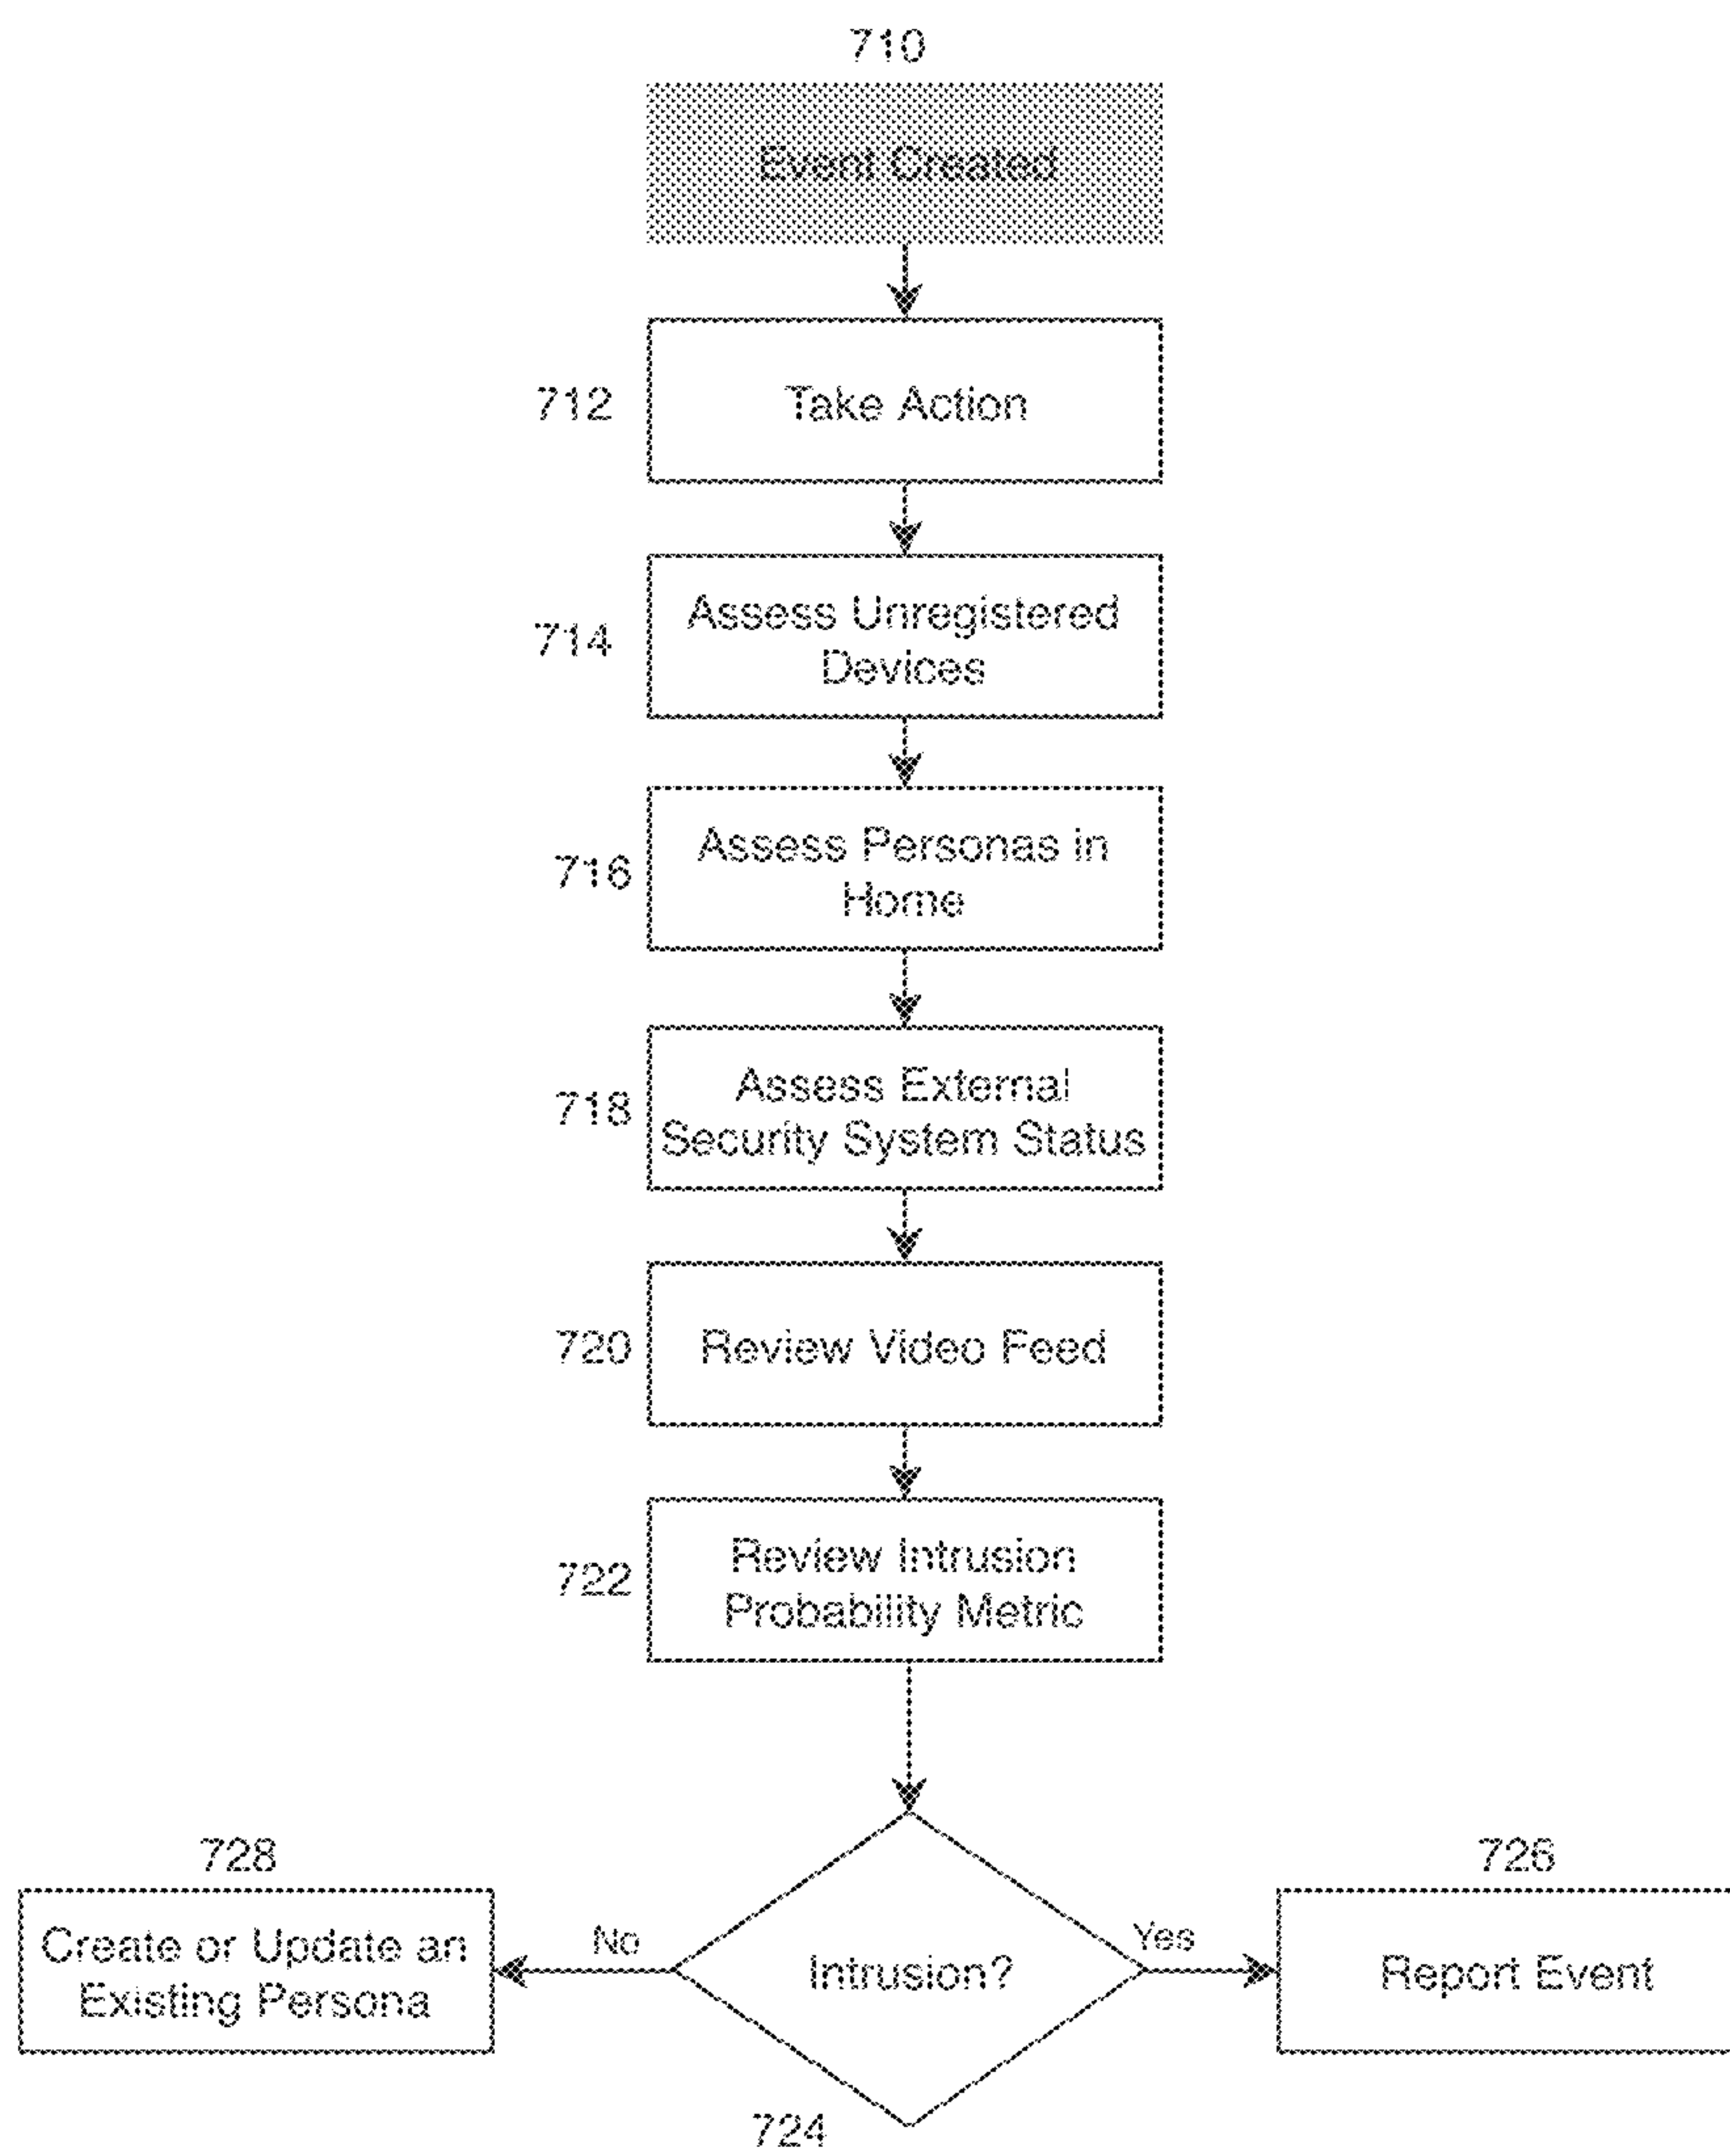 710
Event Created
712
Take Action
714
Assess Unregistered
Devices
716
Assess Personas in
Home
718
Assess External
Security System Status
720
Review Video Feed
722
Review Intrusion
Probability Metric
728
Create or Update an
Existing Persona
No
Intrusion?
Yes
726
Report Event
724